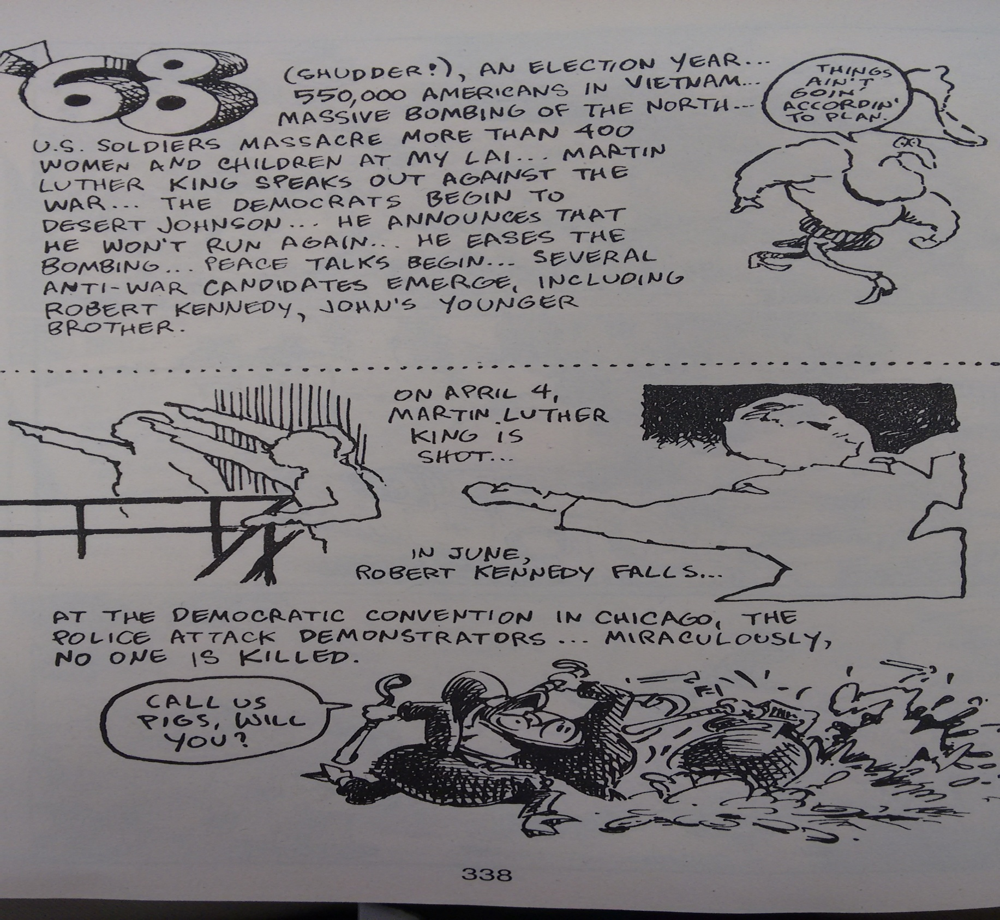 '68
(SHUDDER!), AN ELECTION YEAR...
550,000 AMERICANS IN VIETNAM...
MASSIVE BOMBING OF THE NORTH...
U.S. SOLDIERS MASSACRE MORE THAN 400
WOMEN AND CHILDREN AT MY LAI... MARTIN
LUTHER KING SPEAKS OUT AGAINST THE
WAR... THE DEMOCRATS BEGIN TO
DESERT JOHNSON... HE ANNOUNCES THAT
HE WON'T RUN AGAIN... HE EASES THE
BOMBING... PEACE TALKS BEGIN... SEVERAL
ANTI-WAR CANDIDATES EMERGE, INCLUDING
ROBERT KENNEDY, JOHN'S YOUNGER
BROTHER.
THINGS
AIN'T
GOIN'
ACCORDIN'
TO PLAN.
ON APRIL 4,
MARTIN LUTHER
KING IS
SHOT...
IN JUNE,
ROBERT KENNEDY FALLS...
AT THE DEMOCRATIC CONVENTION IN CHICAGO, THE
POLICE ATTACK DEMONSTRATORS... MIRACULOUSLY,
NO ONE IS KILLED.
CALL US
PIGS, WILL
YOU?
338